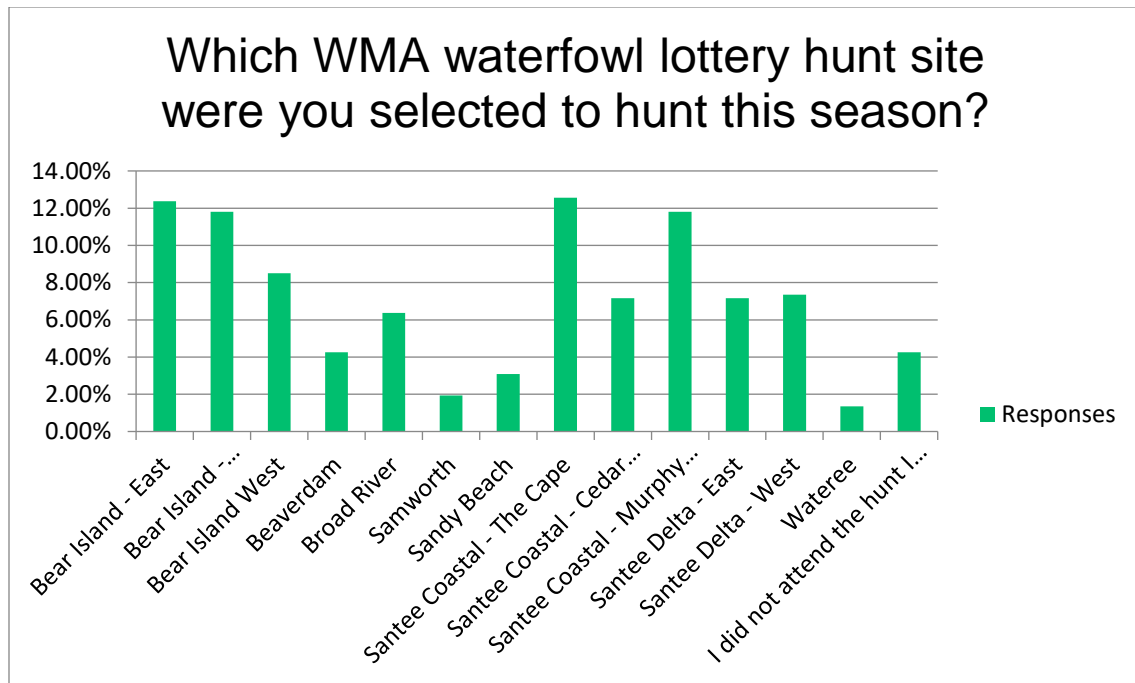 Which WMA waterfowl lottery hunt site
were you selected to hunt this season?
14.00%
12.00%
10.00%
8.00%
6.00%
4.00%
2.00%
0.00%
Bear Island - East
Bear Island -...
Bear Island West
Beaverdam
Broad River
Samworth
Sandy Beach
Santee Coastal - The Cape
Santee Coastal - Cedar...
Santee Coastal - Murphy...
Santee Delta - East
Santee Delta - West
Wateree
I did not attend the hunt I...
Responses